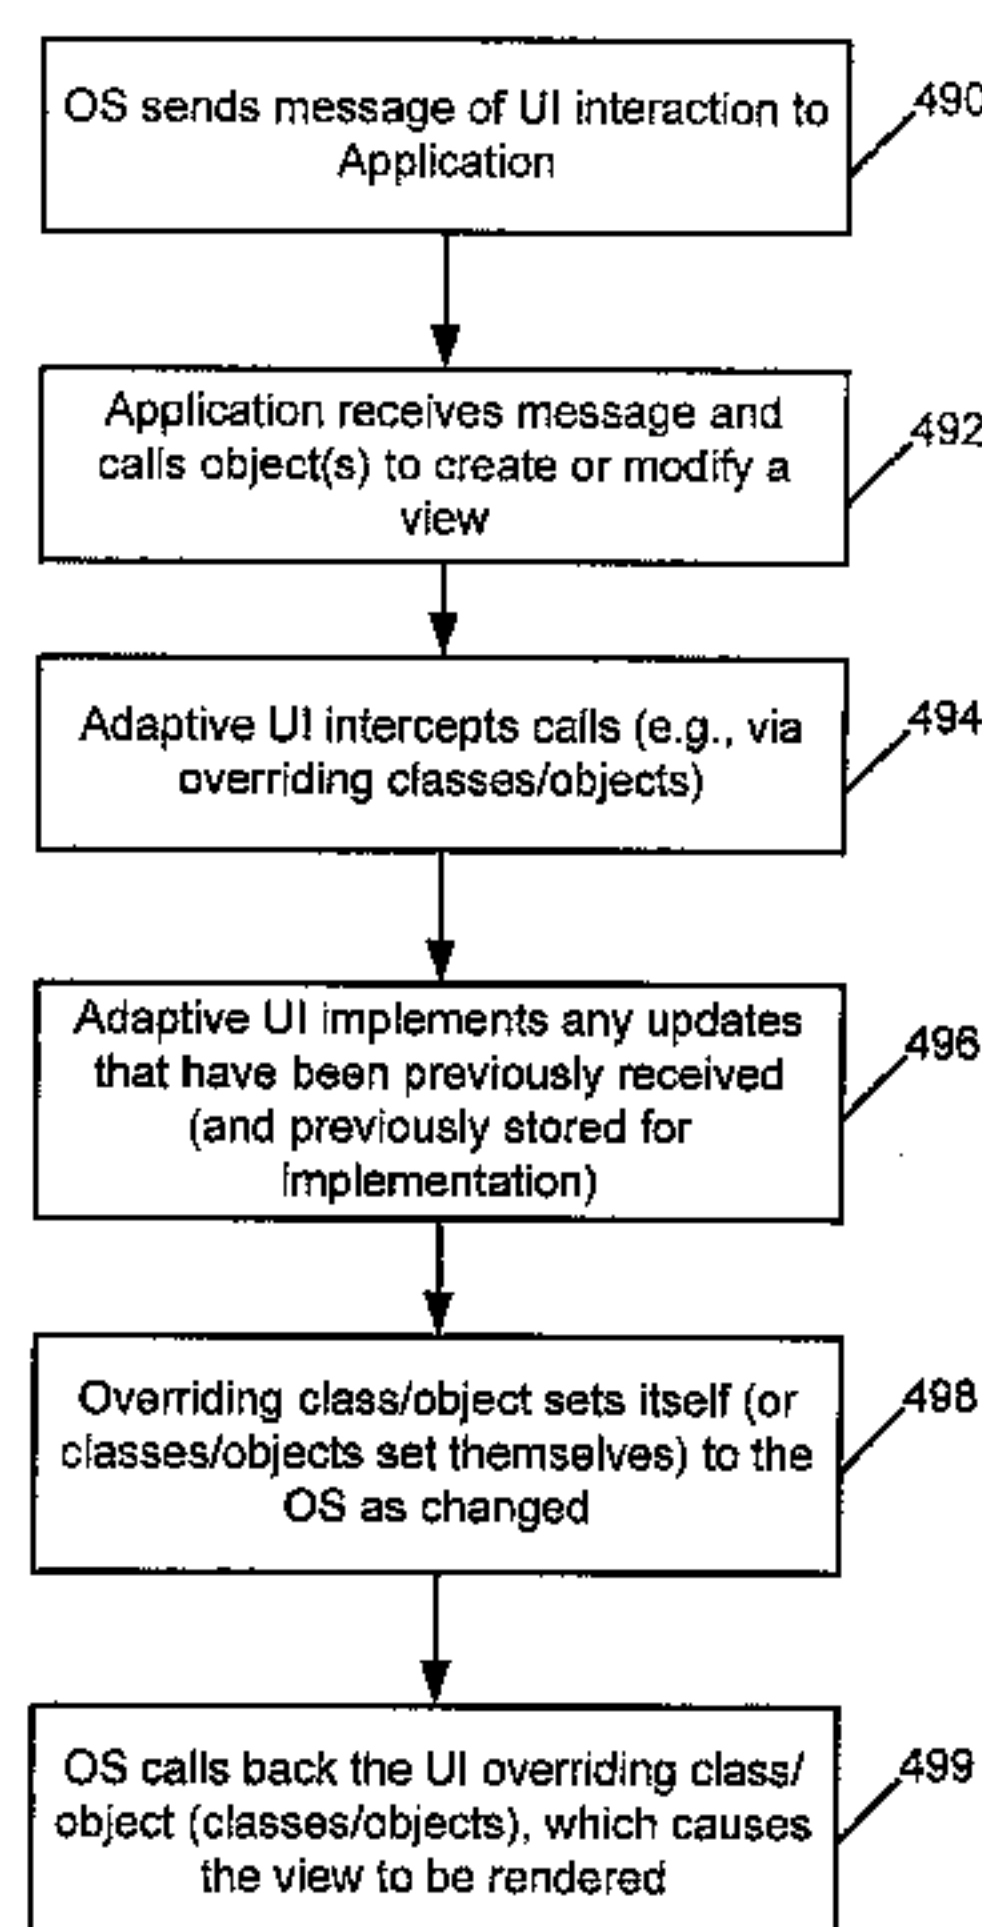 OS sends message of UI interaction to
Application
490
Application receives message and
calls object(s) to create or modify a
view
492
Adaptive UI intercepts calls (e.g., via
overriding classes/objects)
494
Adaptive UI implements any updates
that have been previously received
(and previously stored for
implementation)
496
Overriding class/object sets itself (or
classes/objects set themselves) to the
OS as changed
498
OS calls back the UI overriding class/
object (classes/objects), which causes
the view to be rendered
499